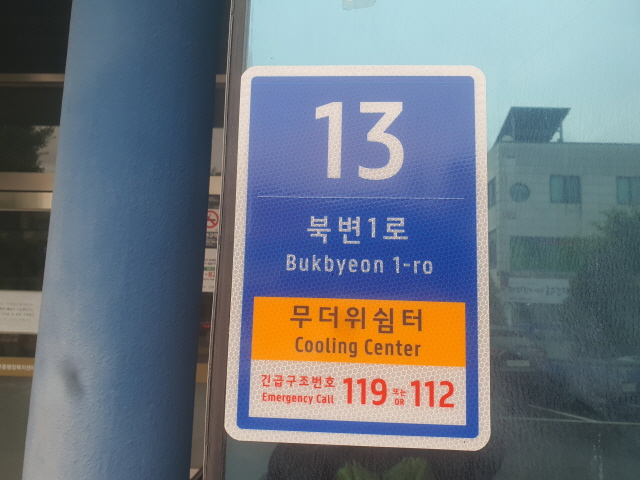 13
북변1로
Bukbyeon 1-ro
무더위쉼터
Cooling Center
긴급구조번호 119 또는 112
Emergency Call OR